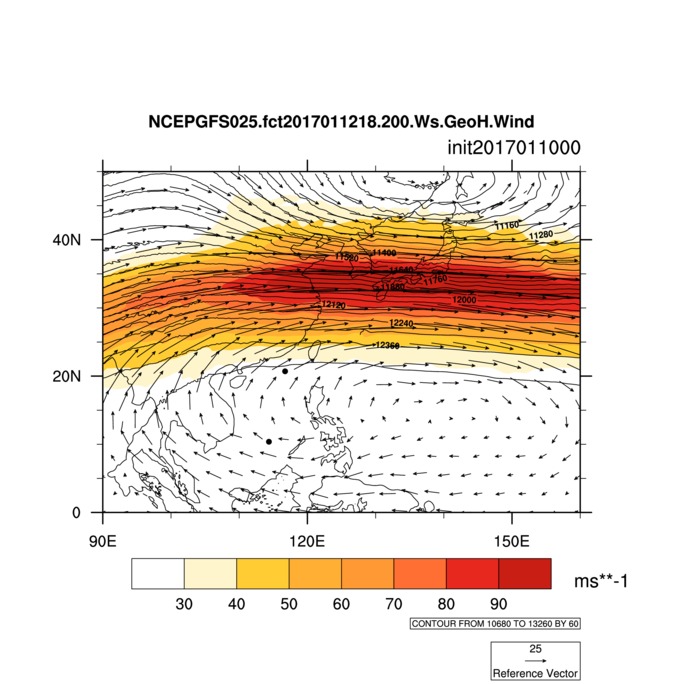 NCEPGFS025.fct2017011218.200.Ws.GeoH.Wind
init2017011000
11160
11280
40N
11520
11400
11640
11760
11880
12000
12120
12240
12360
20N
0
90E 120E 150E
ms**-1
30 40 50 60 70 80 90
CONTOUR FROM 10680 TO 13260 BY 60
25
Reference Vector